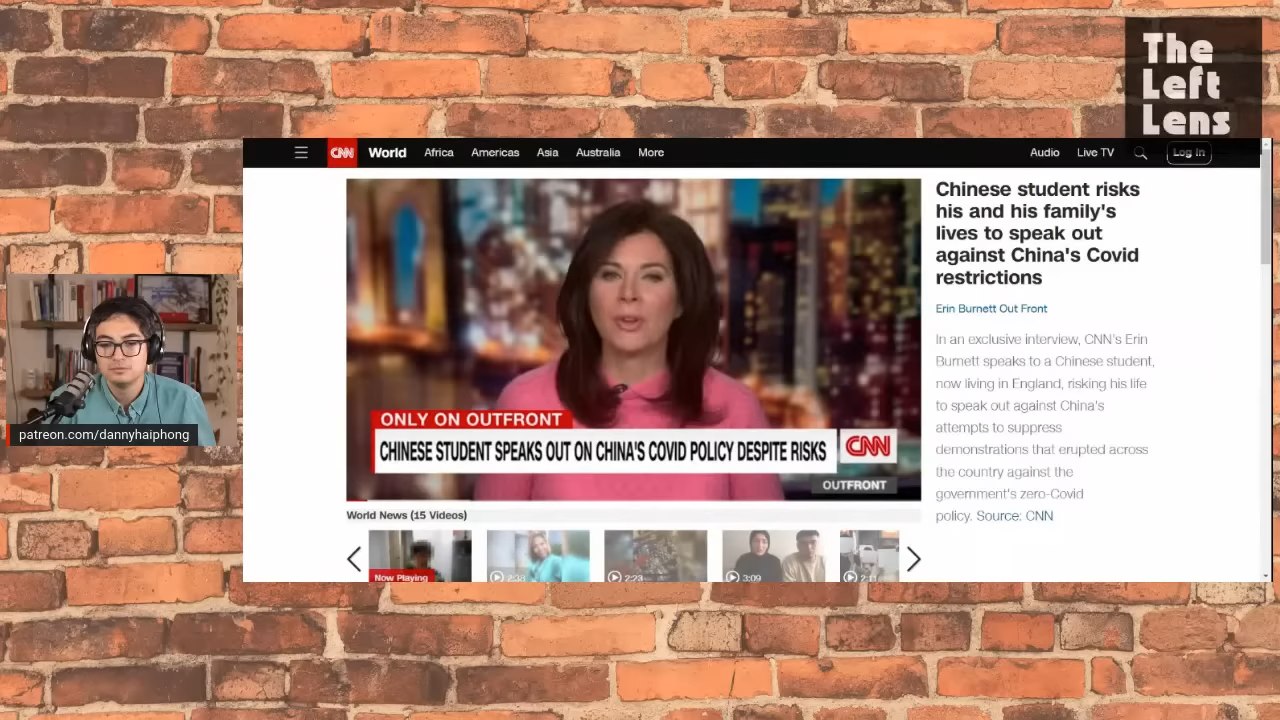 The
Left
Lens
CNN World Africa Americas Asia Australia More Audio Live TV Log In
Chinese student risks
his and his family's
lives to speak out
against China's Covid
restrictions
Erin Burnett Out Front
In an exclusive interview, CNN's Erin
Burnett speaks to a Chinese student,
now living in England, risking his life
to speak out against China's
attempts to suppress
demonstrations that erupted across
the country against the
government's zero-Covid
policy. Source: CNN
ONLY ON OUTFRONT
CHINESE STUDENT SPEAKS OUT ON CHINA'S COVID POLICY DESPITE RISKS
CNN
OUTFRONT
patreon.com/dannyhaiphong
World News (15 Videos)
Now Playing 2:38 2:23 3:09 2:11